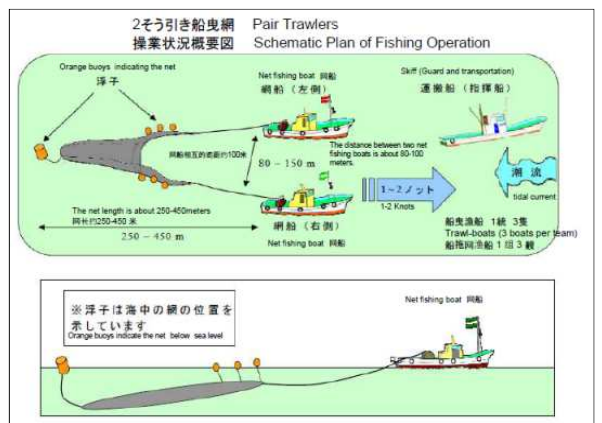 2そう引き船曳網 Pair Trawlers
操業状況概要図 Schematic Plan of Fishing Operation
Orange buoys indicating the net
浮子
Net fishing boat 网船
網船（左側）
Skiff (Guard and transportation)
運搬船（指揮船）
网船相互的 约100米
80－150 m
The distance between two net
fishing boats is about 80-100
meters.
潮流
tidal current
1~2ノット
1-2 Knots
The net length is about 250-450meters
网长约250-450 米
250 － 450 m
網船（右側）
Net fishing boat 网船
船曳漁船 1統 3隻
Trawl-boats (3 boats per team)
船拖网渔船 1 组 3 艘
※浮子は海中の網の位置を
示しています
Orange buoys indicate the net below sea level
Net fishing boat 网船